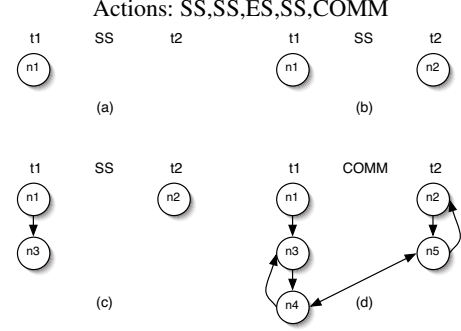 Actions: SS,SS,ES,SS,COMM
t1 SS t2 t1 SS t2
n1 n1 n2
(a) (b)
t1 SS t2 t1 COMM t2
n1 n2 n1 n2
n3 n3 n5
(c) n4 (d)